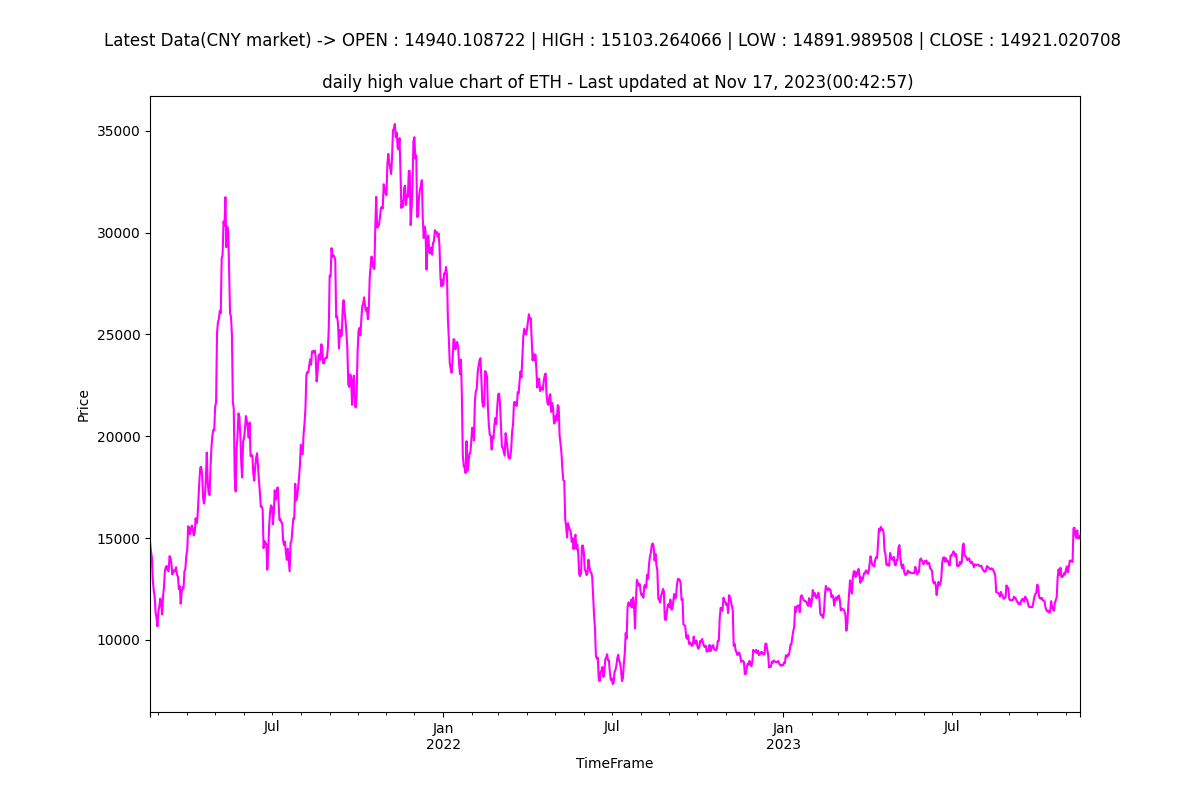 Latest Data(CNY market) -> OPEN : 14940.108722 | HIGH : 15103.264066 | LOW : 14891.989508 | CLOSE : 14921.020708
daily high value chart of ETH - Last updated at Nov 17, 2023(00:42:57)
35000
30000
25000
20000
15000
10000
Price
Jul
Jan
2022
Jul
Jan
2023
Jul
TimeFrame